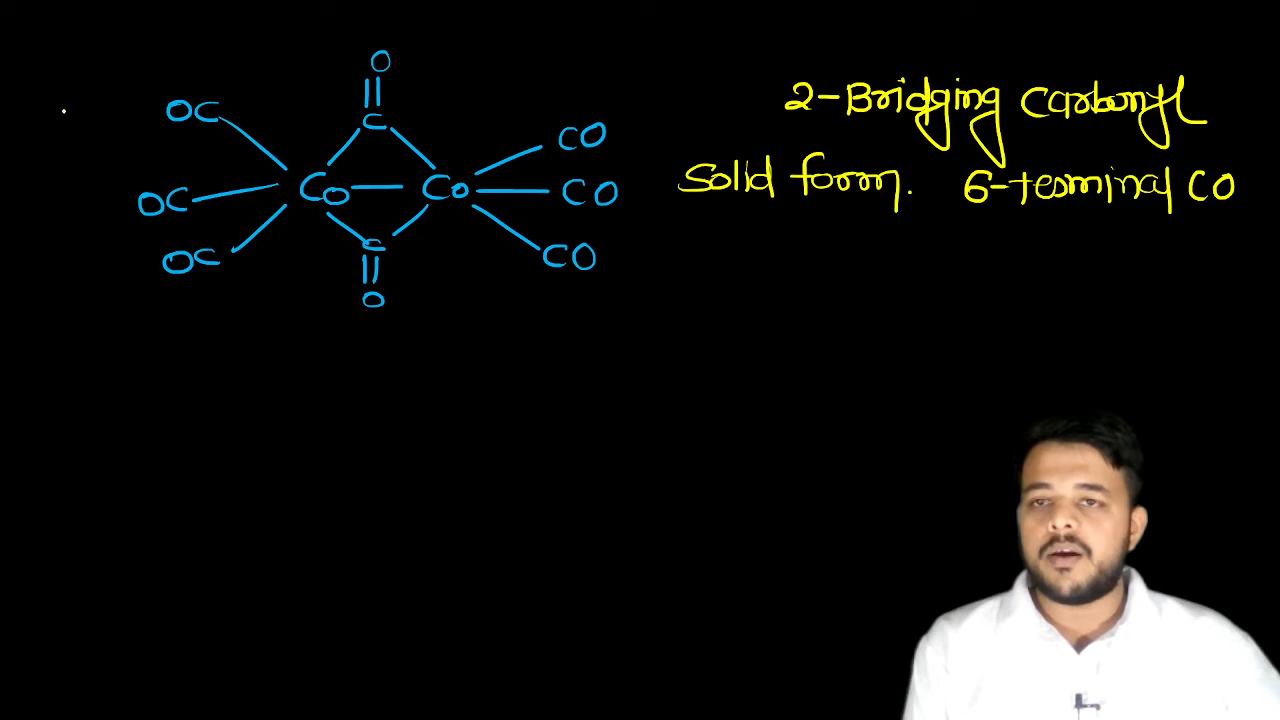 O
OC C CO
OC Co Co CO
OC C CO
O
2-Bridging Carbonyl
Solid form. 6-terminal CO